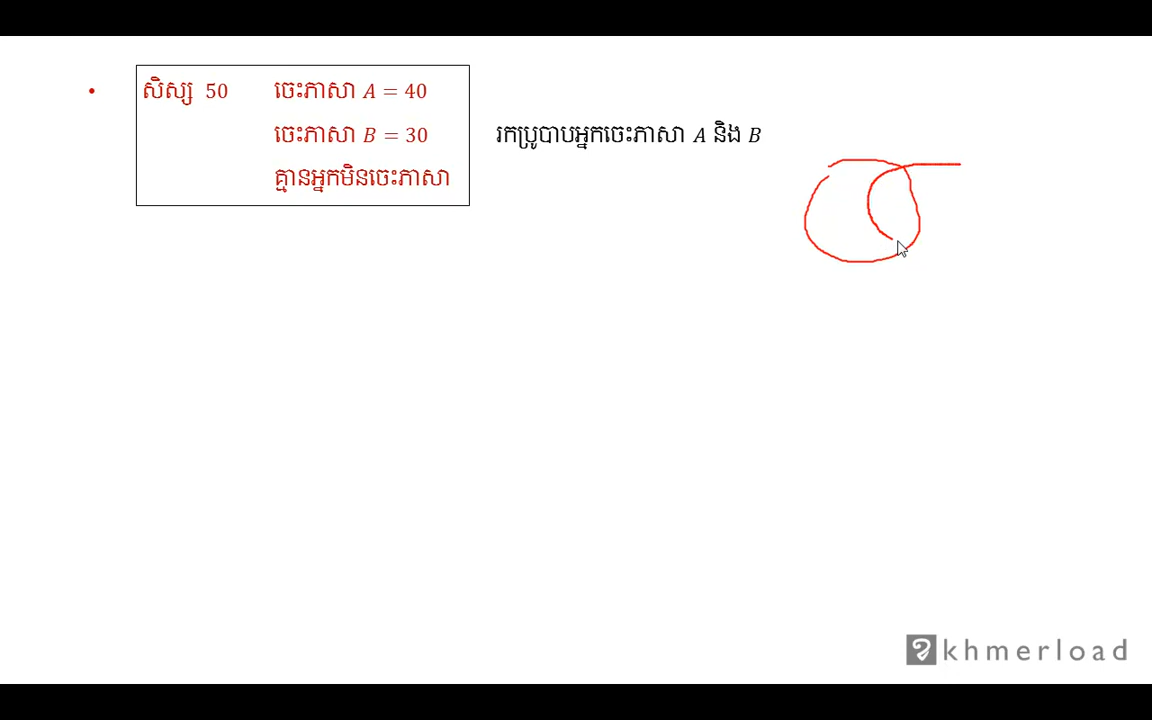 • សិស្ស 50 ចេះភាសា A = 40
ចេះភាសា B = 30 រកប្រូបាបអ្នកចេះភាសា A និង B
គ្មានអ្នកមិនចេះភាសា
khmerload